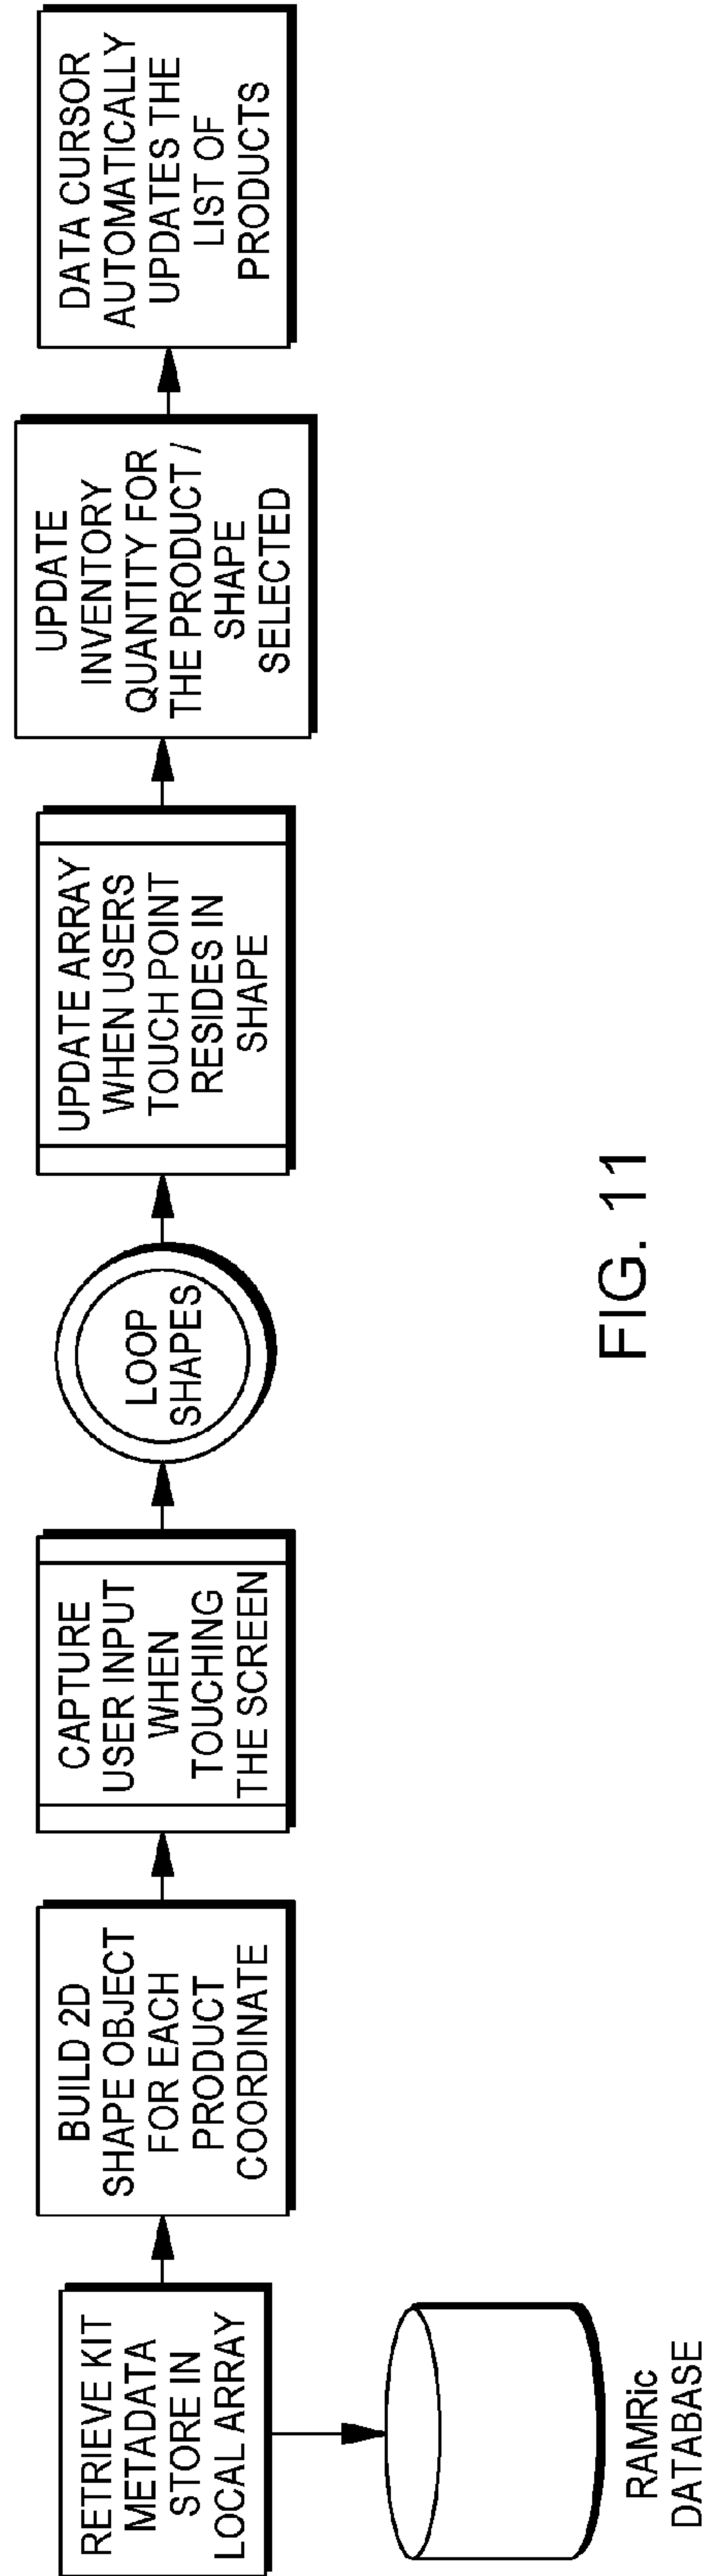 RETRIEVE KIT
METADATA
STORE IN
LOCAL ARRAY
RAMRic
DATABASE
BUILD 2D
SHAPE OBJECT
FOR EACH
PRODUCT
COORDINATE
CAPTURE
USER INPUT
WHEN
TOUCHING
THE SCREEN
LOOP
SHAPES
UPDATE ARRAY
WHEN USERS
TOUCH POINT
RESIDES IN
SHAPE
UPDATE
INVENTORY
QUANTITY FOR
THE PRODUCT /
SHAPE
SELECTED
DATA CURSOR
AUTOMATICALLY
UPDATES THE
LIST OF
PRODUCTS
FIG. 11